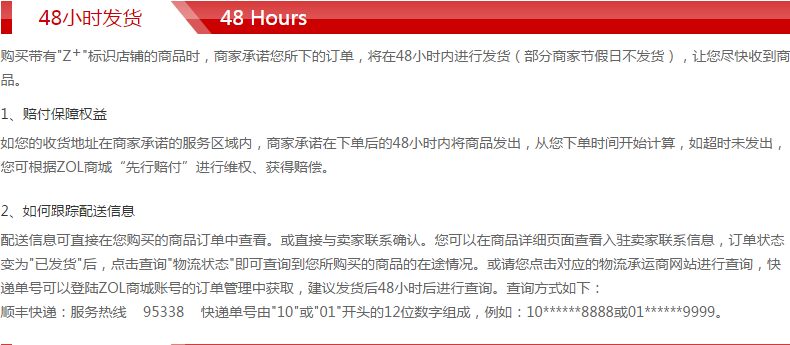 48小时发货 48 Hours
购买带有"Z⁺"标识店铺的商品时，商家承诺您所下的订单，将在48小时内进行发货（部分商家节假日不发货），让您尽快收到商
品。
1、赔付保障权益
如您的收货地址在商家承诺的服务区域内，商家承诺在下单后的48小时内将商品发出，从您下单时间开始计算，如超时未发出，
您可根据ZOL商城“先行赔付”进行维权、获得赔偿。
2、如何跟踪配送信息
配送信息可直接在您购买的商品订单中查看。或直接与卖家联系确认。您可以在商品详细页面查看入驻卖家联系信息，订单状态
变为"已发货"后，点击查询"物流状态"即可查询到您所购买的商品的在途情况。或请您点击对应的物流承运商网站进行查询，快
递单号可以登陆ZOL商城账号的订单管理中获取，建议发货后48小时后进行查询。查询方式如下：
顺丰快递：服务热线 95338 快递单号由"10"或"01"开头的12位数字组成，例如：10******8888或01******9999。